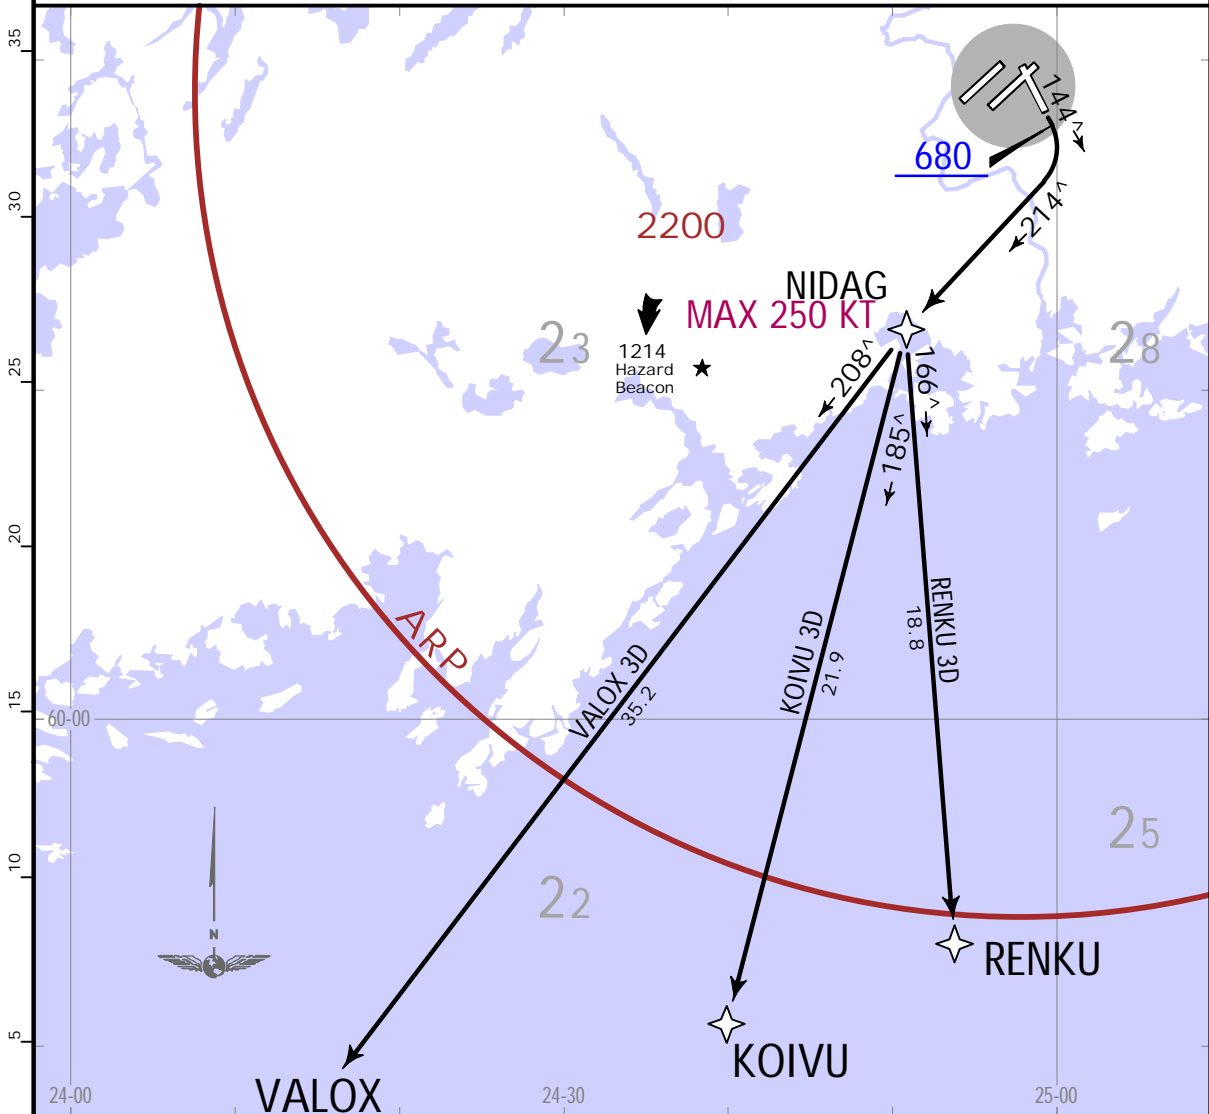 35
144^
680
30
214^
2200
NIDAG
MAX 250 KT
23
28
1214
Hazard
Beacon
25
208^
166^
185^
20
RENKU 3D
18.8
ARP
KOIVU 3D
21.9
VALOX 3D
35.2
15
60-00
25
10
22
N
RENKU
5
KOIVU
VALOX
24-00
24-30
25-00